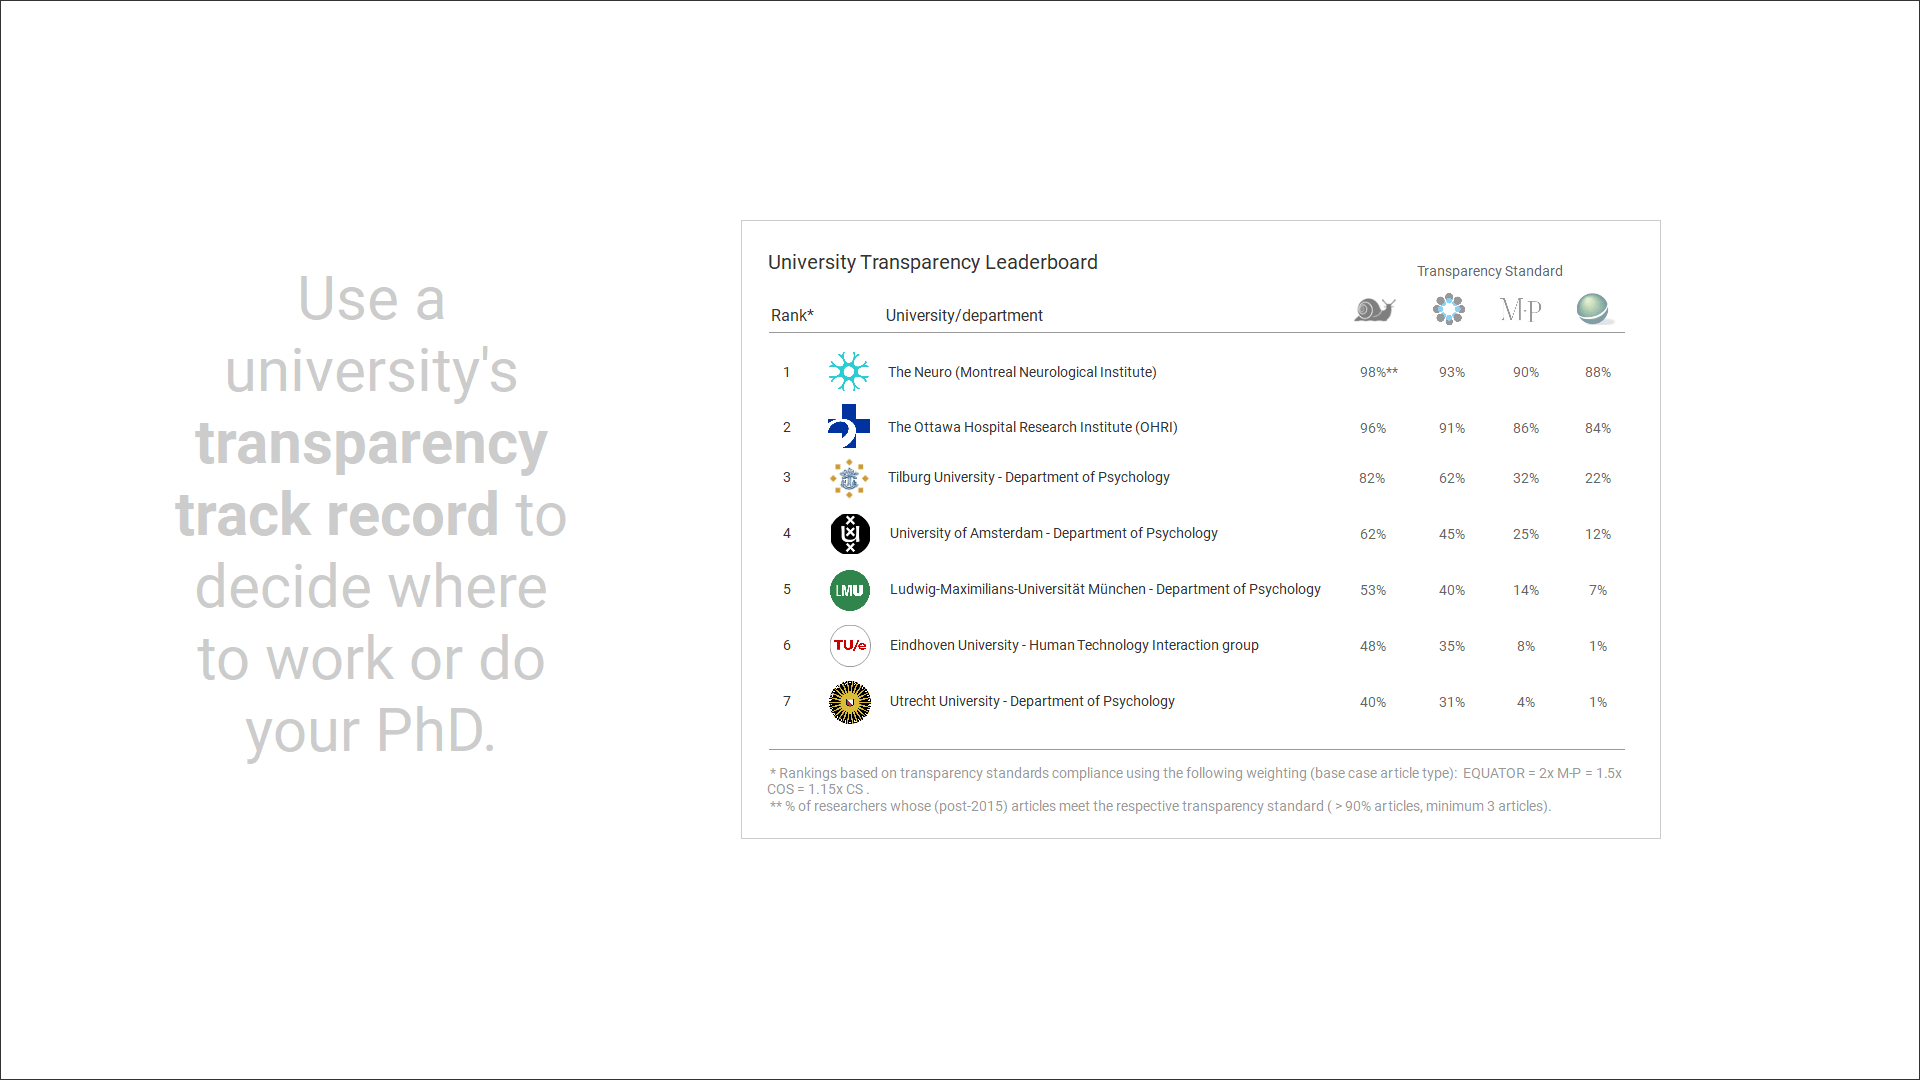 Use a
university's
transparency
track record to
decide where
to work or do
your PhD.
University Transparency Leaderboard
Transparency Standard
Rank* University/department M-P
1 The Neuro (Montreal Neurological Institute) 98%** 93% 90% 88%
2 The Ottawa Hospital Research Institute (OHRI) 96% 91% 86% 84%
3 Tilburg University - Department of Psychology 82% 62% 32% 22%
4 University of Amsterdam - Department of Psychology 62% 45% 25% 12%
5 LMU Ludwig-Maximilians-Universität München - Department of Psychology 53% 40% 14% 7%
6 TU/e Eindhoven University - Human Technology Interaction group 48% 35% 8% 1%
7 Utrecht University - Department of Psychology 40% 31% 4% 1%
* Rankings based on transparency standards compliance using the following weighting (base case article type): EQUATOR = 2x M-P = 1.5x
COS = 1.15x CS .
** % of researchers whose (post-2015) articles meet the respective transparency standard ( > 90% articles, minimum 3 articles).